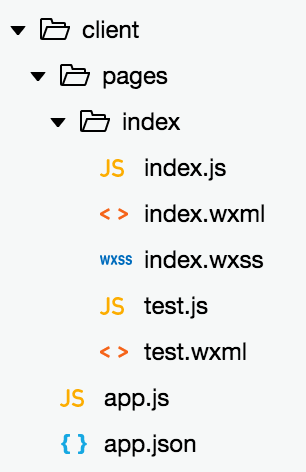 client
pages
index
JS index.js
< > index.wxml
WXSS index.wxss
JS test.js
< > test.wxml
JS app.js
{ } app.json